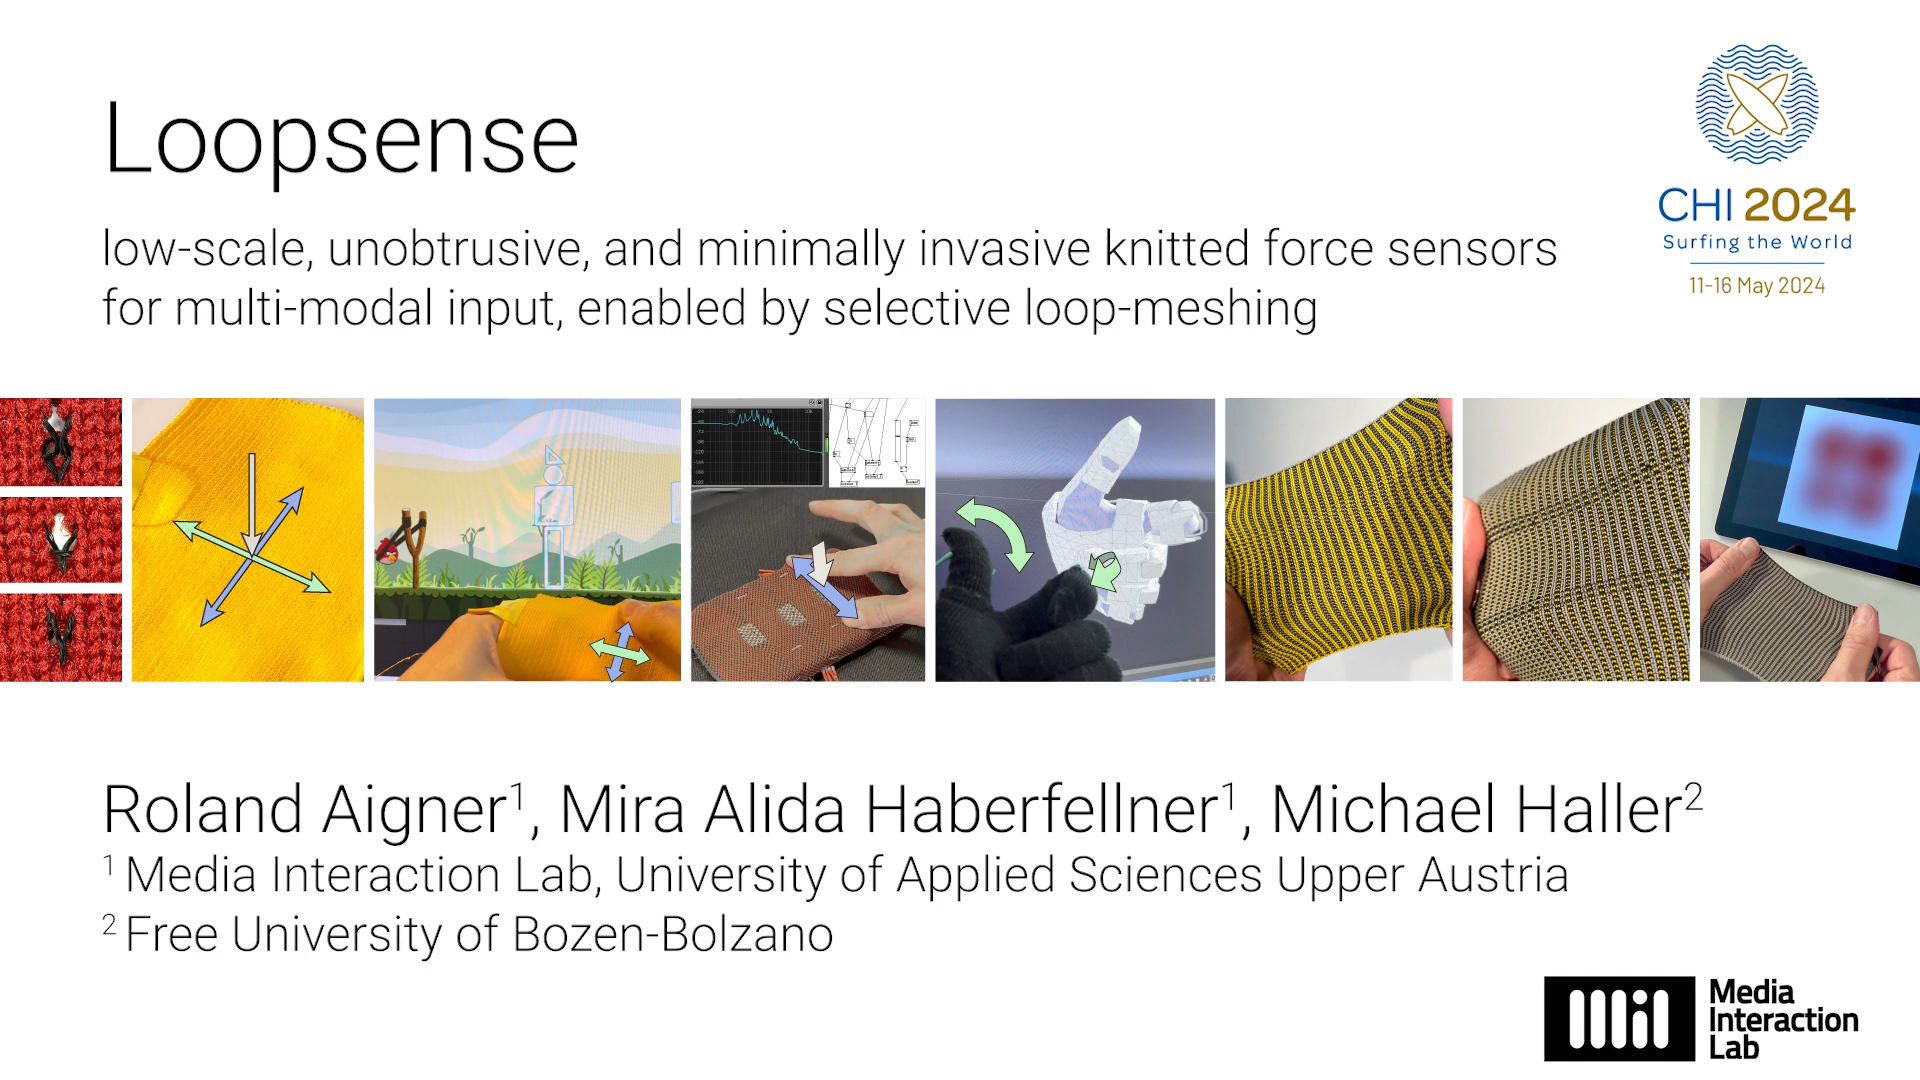 Loopsense
low-scale, unobtrusive, and minimally invasive knitted force sensors
for multi-modal input, enabled by selective loop-meshing
CHI 2024
Surfing the World
11-16 May 2024
Roland Aigner¹, Mira Alida Haberfellner¹, Michael Haller²
¹ Media Interaction Lab, University of Applied Sciences Upper Austria
² Free University of Bozen-Bolzano
Media
Interaction
Lab